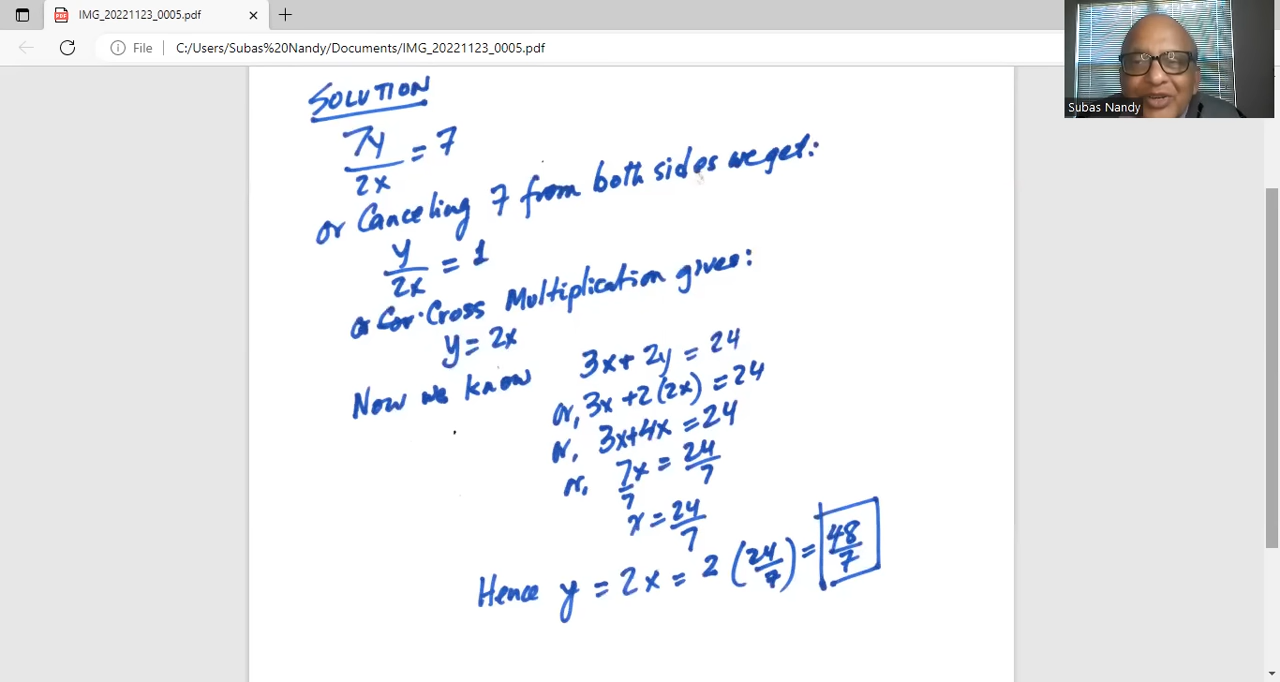 IMG_20221123_0005.pdf
File
C:/Users/Subas%20Nandy/Documents/IMG_20221123_0005.pdf
Subas Nandy
SOLUTION
7y/2x = 7
or Canceling 7 from both sides we get:
y/2x = 1
or Cross Multiplication gives:
y = 2x
Now we know 3x + 2y = 24
or, 3x + 2(2x) = 24
or, 3x + 4x = 24
or, 7x/7 = 24/7
x = 24/7
Hence y = 2x = 2(24/7) = 48/7